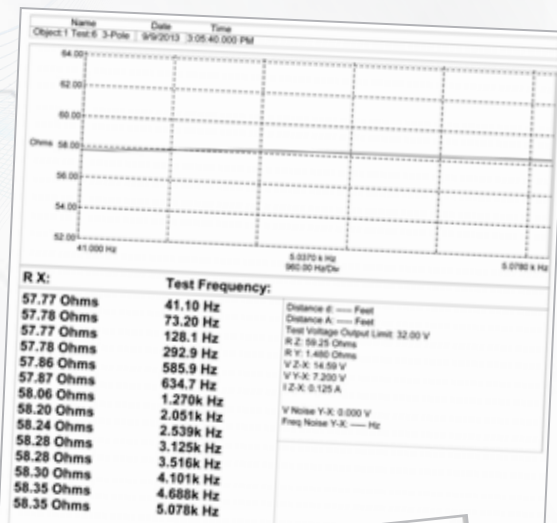 Name Date Time
Object:1 Test:6 3-Pole 9/9/2013 3:05:40.000 PM
64.00
62.00
60.00
Ohms 58.00
56.00
54.00
52.00
41.000 Hz 5.0370 k Hz 5.0780 k Hz
960.00 Hz/Div
R X: Test Frequency:
57.77 Ohms 41.10 Hz
57.78 Ohms 73.20 Hz
57.77 Ohms 128.1 Hz
57.78 Ohms 292.9 Hz
57.86 Ohms 585.9 Hz
57.87 Ohms 634.7 Hz
58.06 Ohms 1.270k Hz
58.20 Ohms 2.051k Hz
58.24 Ohms 2.539k Hz
58.28 Ohms 3.125k Hz
58.28 Ohms 3.516k Hz
58.30 Ohms 4.101k Hz
58.35 Ohms 4.688k Hz
58.35 Ohms 5.078k Hz
Distance d: ---- Feet
Distance A: ---- Feet
Test Voltage Output Limit: 32.00 V
R Z: 59.25 Ohms
R Y: 1.480 Ohms
V Z-X: 14.59 V
V Y-X: 7.200 V
I Z-X: 0.125 A
V Noise Y-X: 0.000 V
Freq Noise Y-X: ---- Hz